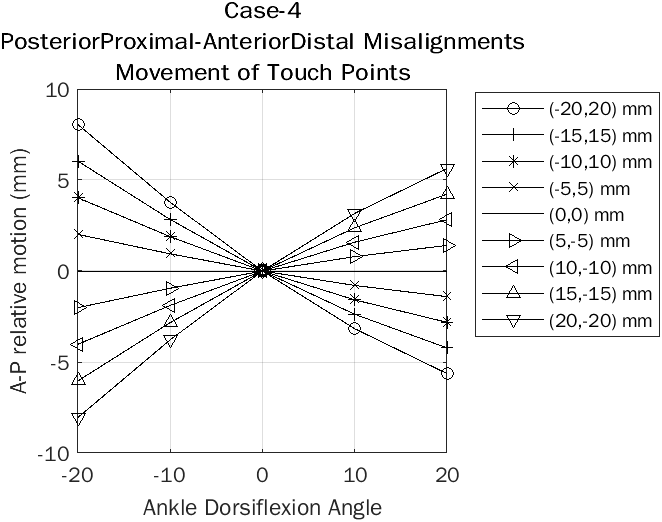 Case-4
PosteriorProximal-AnteriorDistal Misalignments
Movement of Touch Points
10
5
0
-5
-10
A-P relative motion (mm)
-20
-10
0
10
20
Ankle Dorsiflexion Angle
(-20,20) mm
(-15,15) mm
(-10,10) mm
(-5,5) mm
(0,0) mm
(5,-5) mm
(10,-10) mm
(15,-15) mm
(20,-20) mm